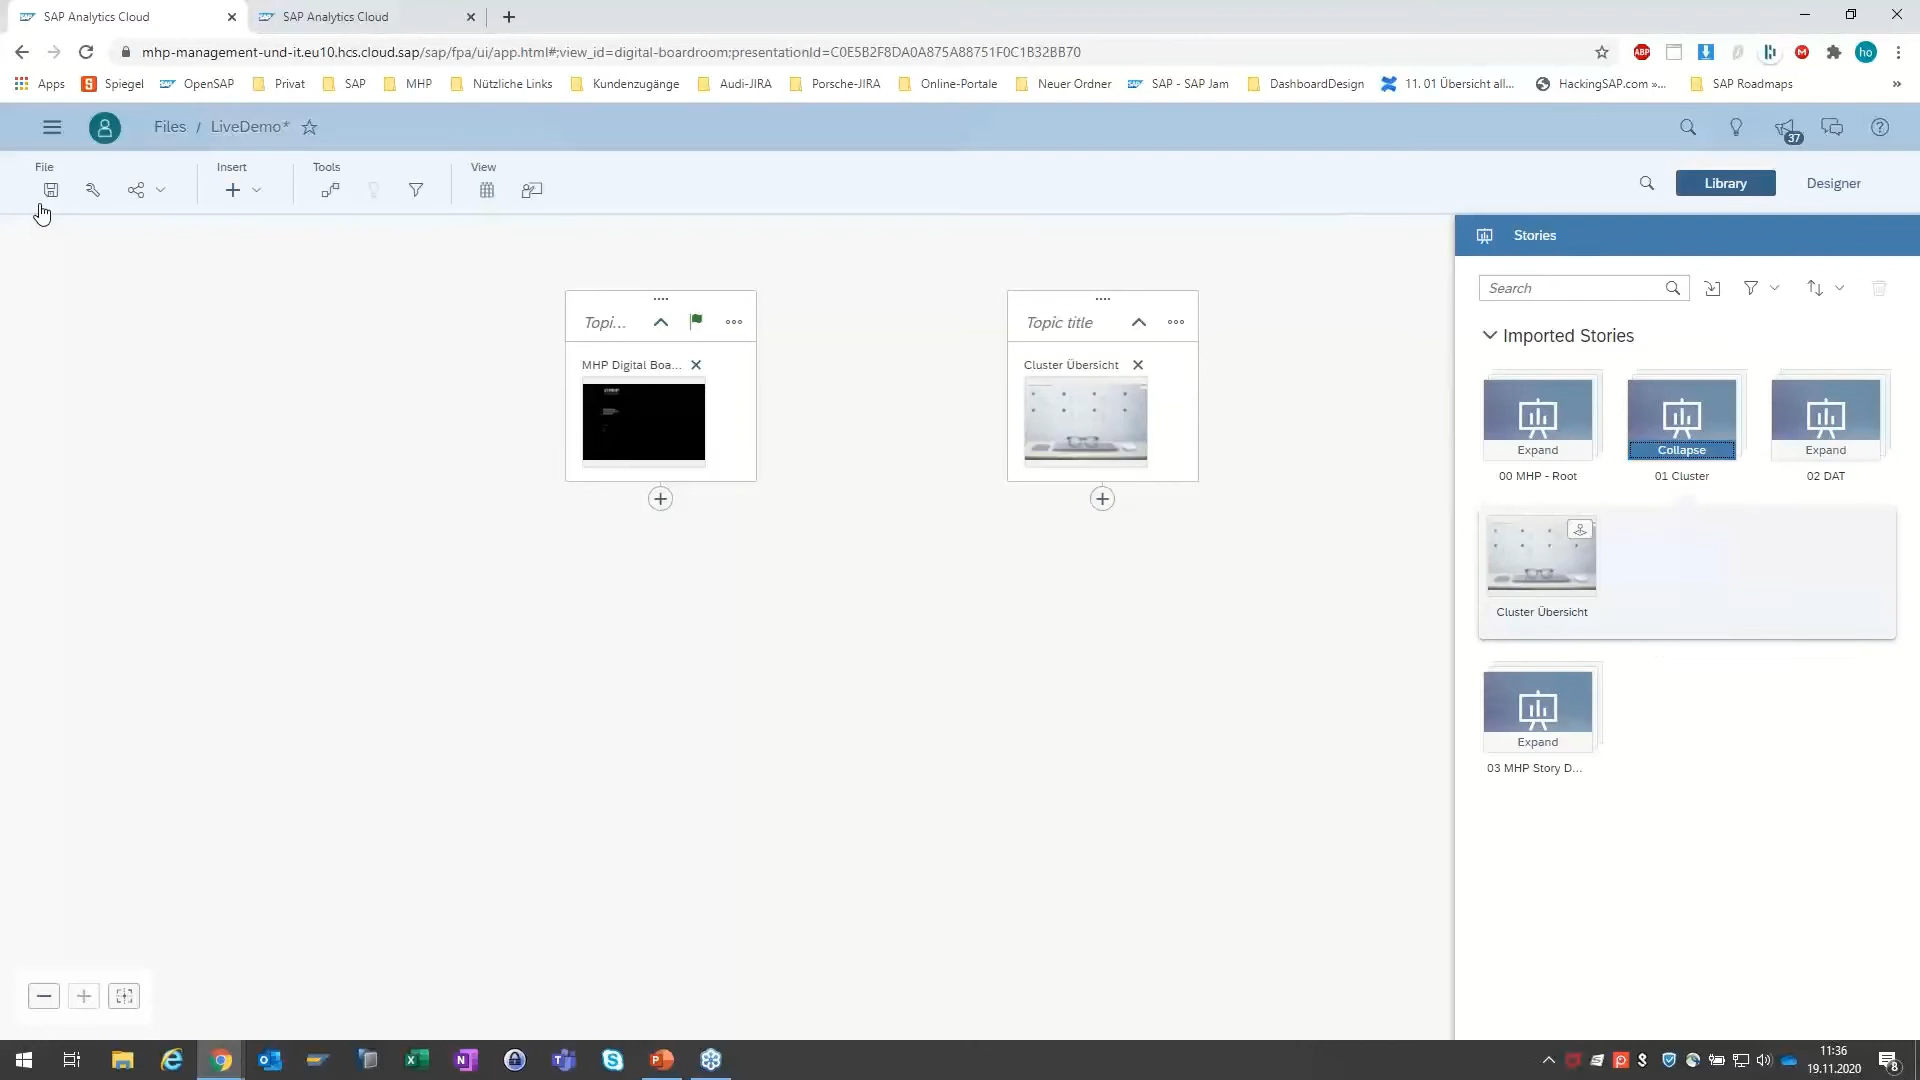 SAP Analytics Cloud
SAP Analytics Cloud
mhp-management-und-it.eu10.hcs.cloud.sap/sap/fpa/ui/app.html#;view_id=digital-boardroom;presentationId=C0E5B2F8DA0A875A88751F0C1B32BB70
ABP
ho
Apps
Spiegel
OpenSAP
Privat
SAP
MHP
Nützliche Links
Kundenzugänge
Audi-JIRA
Porsche-JIRA
Online-Portale
Neuer Ordner
SAP - SAP Jam
DashboardDesign
11. 01 Übersicht all...
HackingSAP.com »...
SAP Roadmaps
»
Files / LiveDemo*
37
File
Insert
Tools
View
Library
Designer
Stories
Search
Imported Stories
Expand
Collapse
Expand
00 MHP - Root
01 Cluster
02 DAT
Cluster Übersicht
Expand
03 MHP Story D...
Topi...
MHP Digital Boa...
Topic title
Cluster Übersicht
11:36
19.11.2020
8